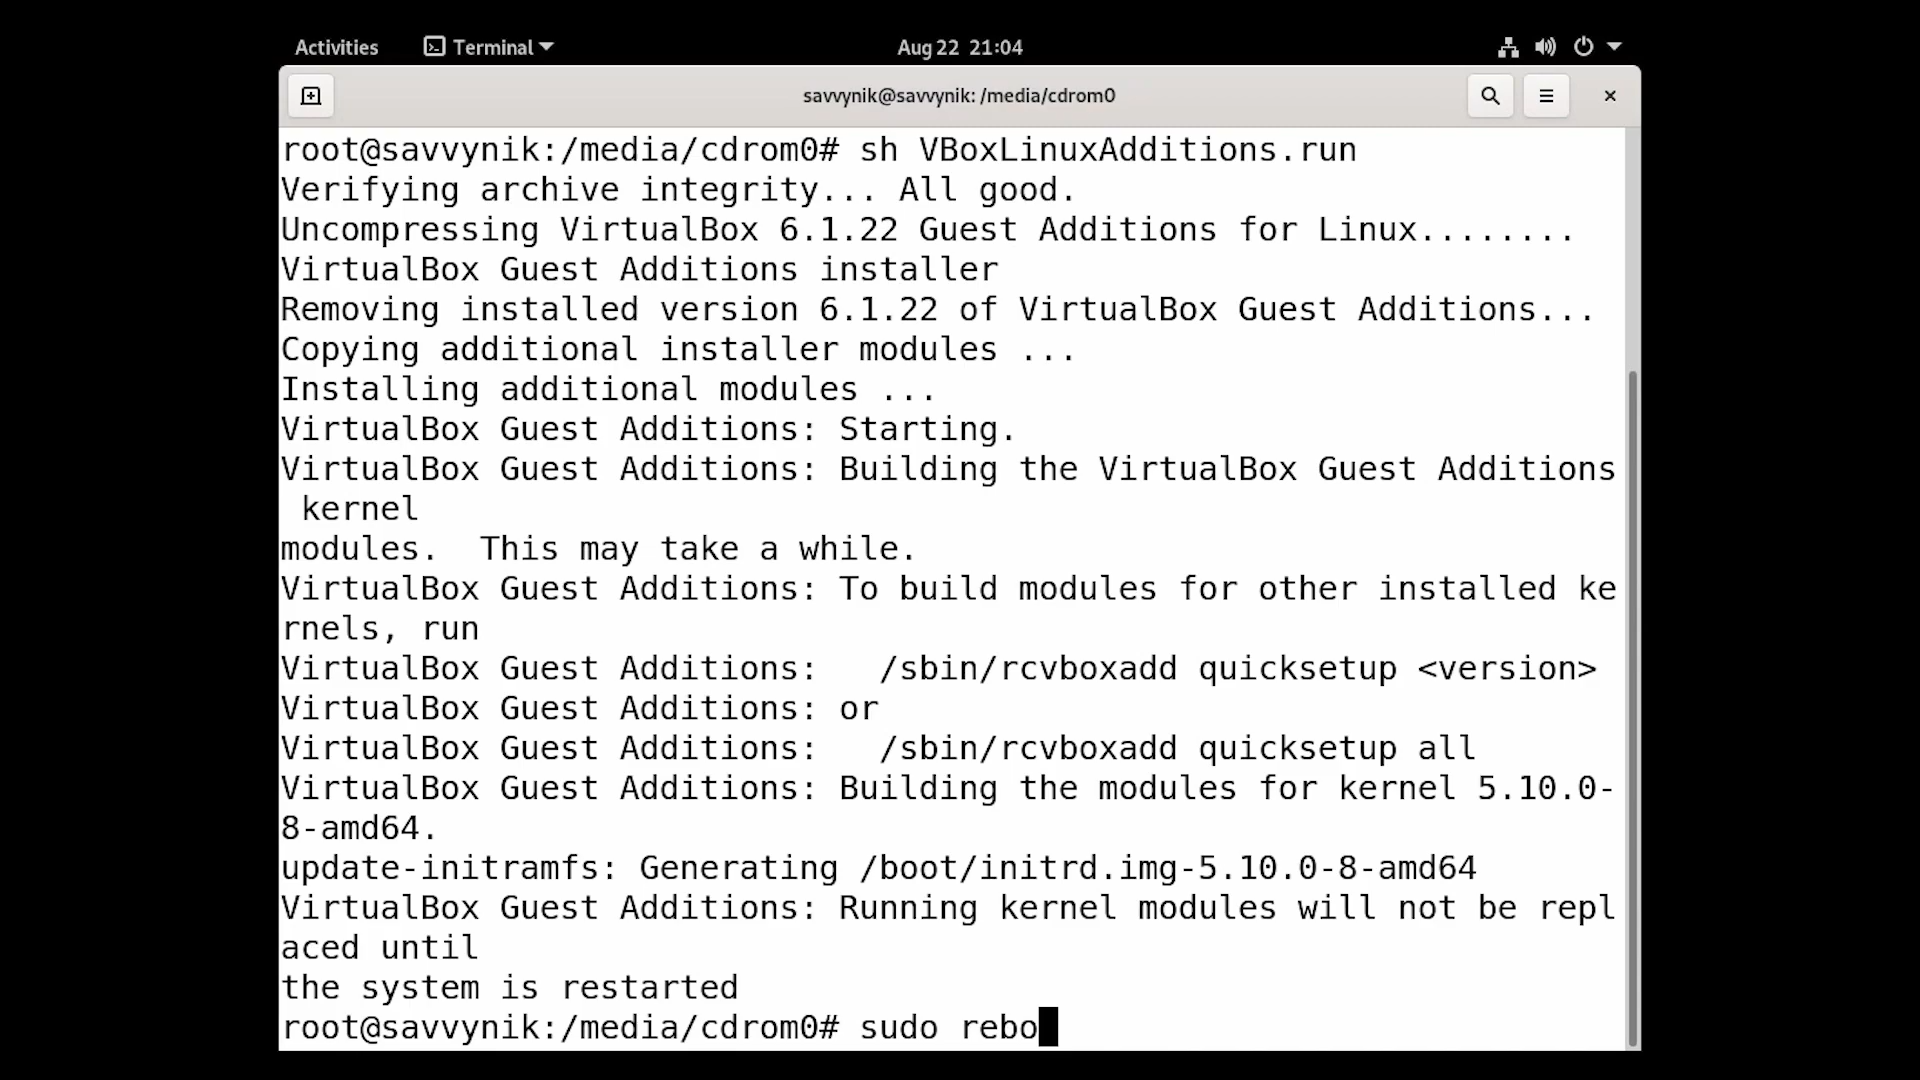 Activities Terminal Aug 22 21:04
savvynik@savvynik: /media/cdrom0
root@savvynik:/media/cdrom0# sh VBoxLinuxAdditions.run
Verifying archive integrity... All good.
Uncompressing VirtualBox 6.1.22 Guest Additions for Linux........
VirtualBox Guest Additions installer
Removing installed version 6.1.22 of VirtualBox Guest Additions...
Copying additional installer modules ...
Installing additional modules ...
VirtualBox Guest Additions: Starting.
VirtualBox Guest Additions: Building the VirtualBox Guest Additions
 kernel
modules.  This may take a while.
VirtualBox Guest Additions: To build modules for other installed ke
rnels, run
VirtualBox Guest Additions:   /sbin/rcvboxadd quicksetup <version>
VirtualBox Guest Additions: or
VirtualBox Guest Additions:   /sbin/rcvboxadd quicksetup all
VirtualBox Guest Additions: Building the modules for kernel 5.10.0-
8-amd64.
update-initramfs: Generating /boot/initrd.img-5.10.0-8-amd64
VirtualBox Guest Additions: Running kernel modules will not be repl
aced until
the system is restarted
root@savvynik:/media/cdrom0# sudo rebo